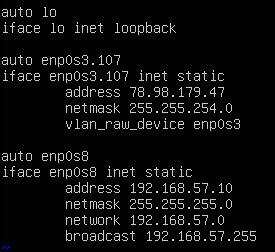 auto lo
iface lo inet loopback
auto enp0s3.107
iface enp0s3.107 inet static
address 78.98.179.47
netmask 255.255.254.0
vlan_raw_device enp0s3
auto enp0s8
iface enp0s8 inet static
address 192.168.57.10
netmask 255.255.255.0
network 192.168.57.0
broadcast 192.168.57.255
~